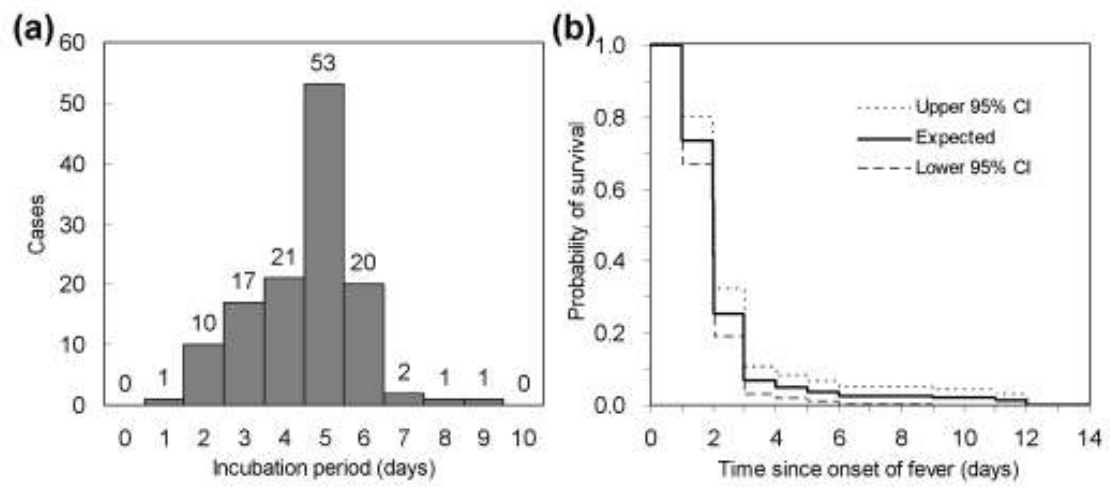 (a)
60
50
40
30
20
10
0
Cases
0
1
10
17
21
53
20
2
1
1
0
0 1 2 3 4 5 6 7 8 9 10
Incubation period (days)
(b)
1.0
0.8
0.6
0.4
0.2
0.0
Probability of survival
Upper 95% CI
Expected
Lower 95% CI
0 2 4 6 8 10 12 14
Time since onset of fever (days)